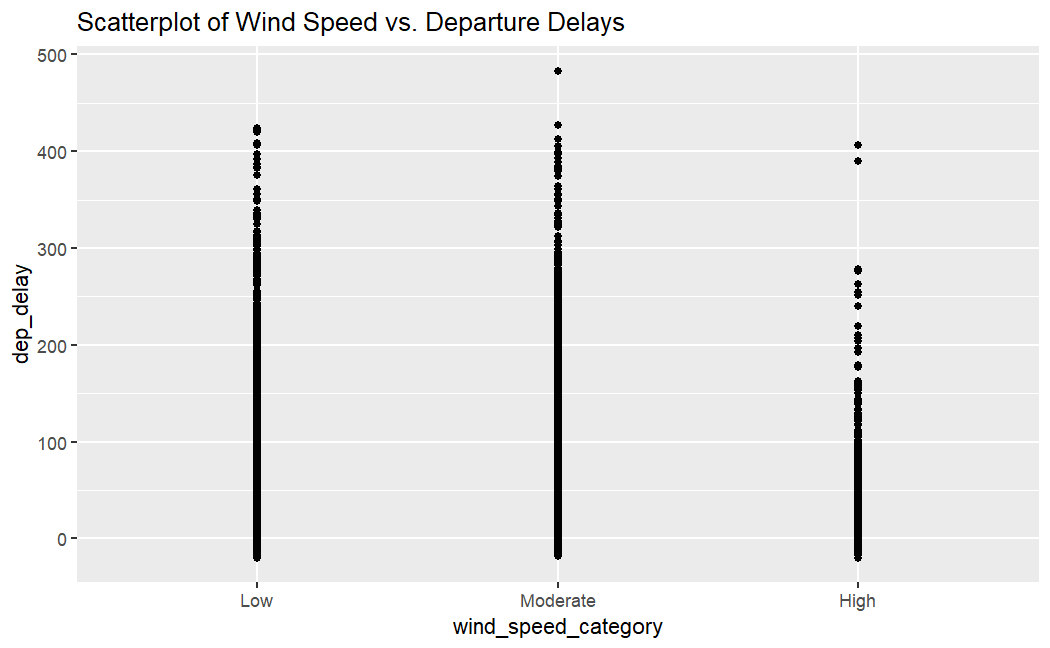 Scatterplot of Wind Speed vs. Departure Delays
500
400
300
200
100
0
dep_delay
Low Moderate High
wind_speed_category